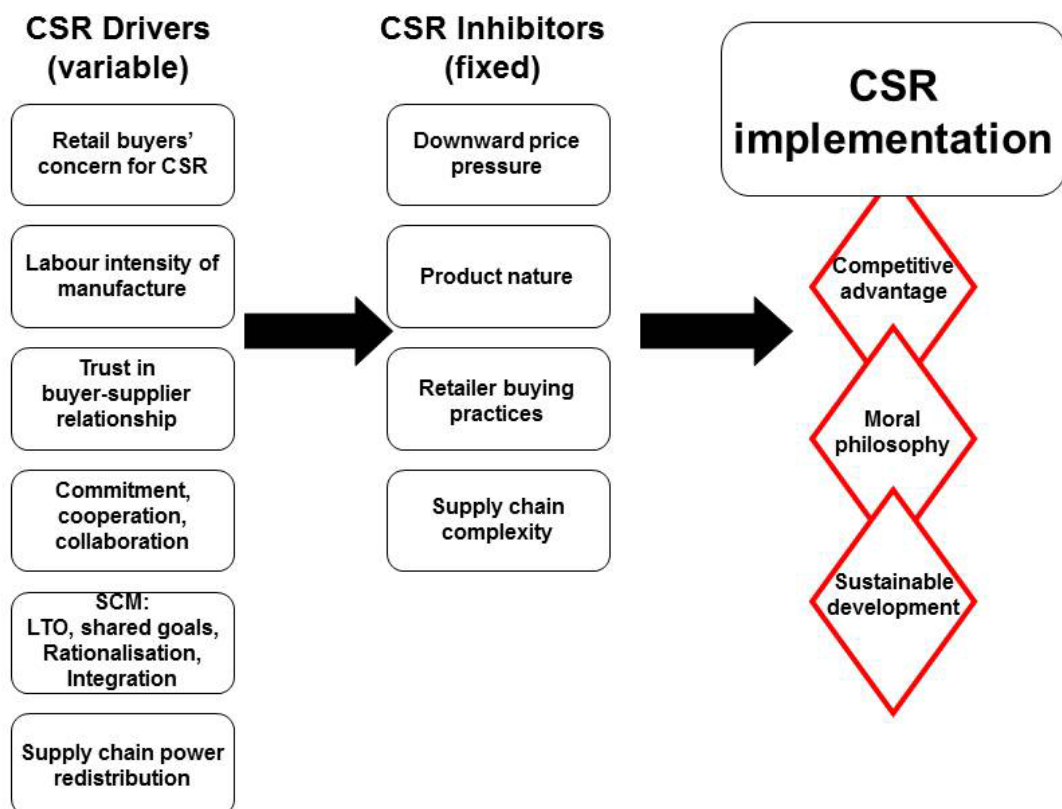 CSR Drivers
(variable)
Retail buyers’
concern for CSR
Labour intensity of
manufacture
Trust in
buyer-supplier
relationship
Commitment,
cooperation,
collaboration
SCM:
LTO, shared goals,
Rationalisation,
Integration
Supply chain power
redistribution
CSR Inhibitors
(fixed)
Downward price
pressure
Product nature
Retailer buying
practices
Supply chain
complexity
CSR
implementation
Competitive
advantage
Moral
philosophy
Sustainable
development